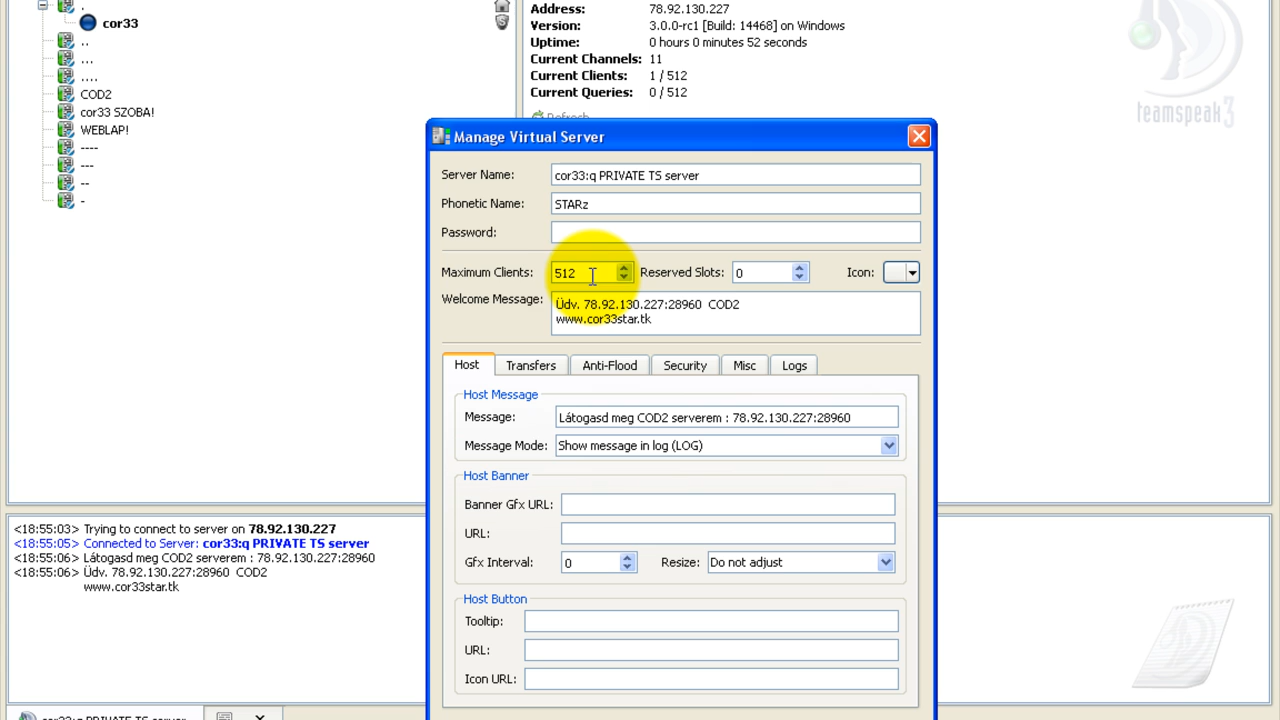 .
cor33
..
...
....
COD2
cor33 SZOBA!
WEBLAP!
----
---
--
-
Address: 78.92.130.227
Version: 3.0.0-rc1 [Build: 14468] on Windows
Uptime: 0 hours 0 minutes 52 seconds
Current Channels: 11
Current Clients: 1 / 512
Current Queries: 0 / 512
Refresh
teamspeak3
Manage Virtual Server
Server Name: cor33:q PRIVATE TS server
Phonetic Name: STARz
Password:
Maximum Clients: 512 Reserved Slots: 0 Icon:
Welcome Message: Üdv. 78.92.130.227:28960 COD2
www.cor33star.tk
Host Transfers Anti-Flood Security Misc Logs
Host Message
Message: Látogasd meg COD2 serverem : 78.92.130.227:28960
Message Mode: Show message in log (LOG)
Host Banner
Banner Gfx URL:
URL:
Gfx Interval: 0 Resize: Do not adjust
Host Button
Tooltip:
URL:
Icon URL:
<18:55:03> Trying to connect to server on 78.92.130.227
<18:55:05> Connected to Server: cor33:q PRIVATE TS server
<18:55:06> Látogasd meg COD2 serverem : 78.92.130.227:28960
<18:55:06> Üdv. 78.92.130.227:28960 COD2
www.cor33star.tk
cor33:q PRIVATE TS server